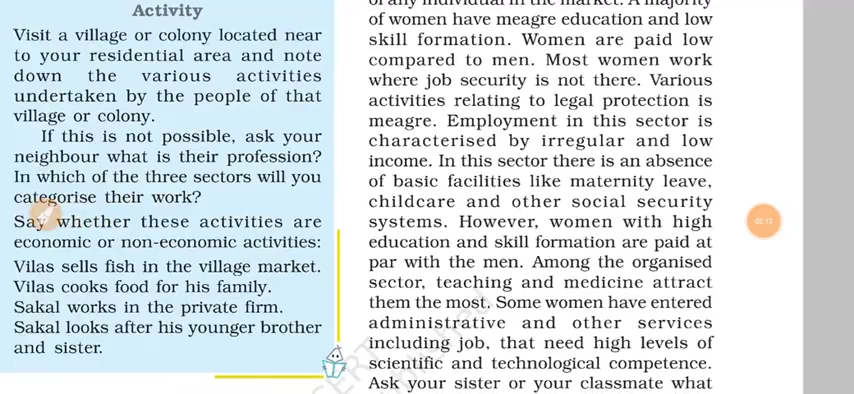 Activity
Visit a village or colony located near
to your residential area and note
down the various activities
undertaken by the people of that
village or colony.
If this is not possible, ask your
neighbour what is their profession?
In which of the three sectors will you
categorise their work?
Say whether these activities are
economic or non-economic activities:
Vilas sells fish in the village market.
Vilas cooks food for his family.
Sakal works in the private firm.
Sakal looks after his younger brother
and sister.
of any individual in the market. A majority
of women have meagre education and low
skill formation. Women are paid low
compared to men. Most women work
where job security is not there. Various
activities relating to legal protection is
meagre. Employment in this sector is
characterised by irregular and low
income. In this sector there is an absence
of basic facilities like maternity leave,
childcare and other social security
systems. However, women with high
education and skill formation are paid at
par with the men. Among the organised
sector, teaching and medicine attract
them the most. Some women have entered
administrative and other services
including job, that need high levels of
scientific and technological competence.
Ask your sister or your classmate what
02:13